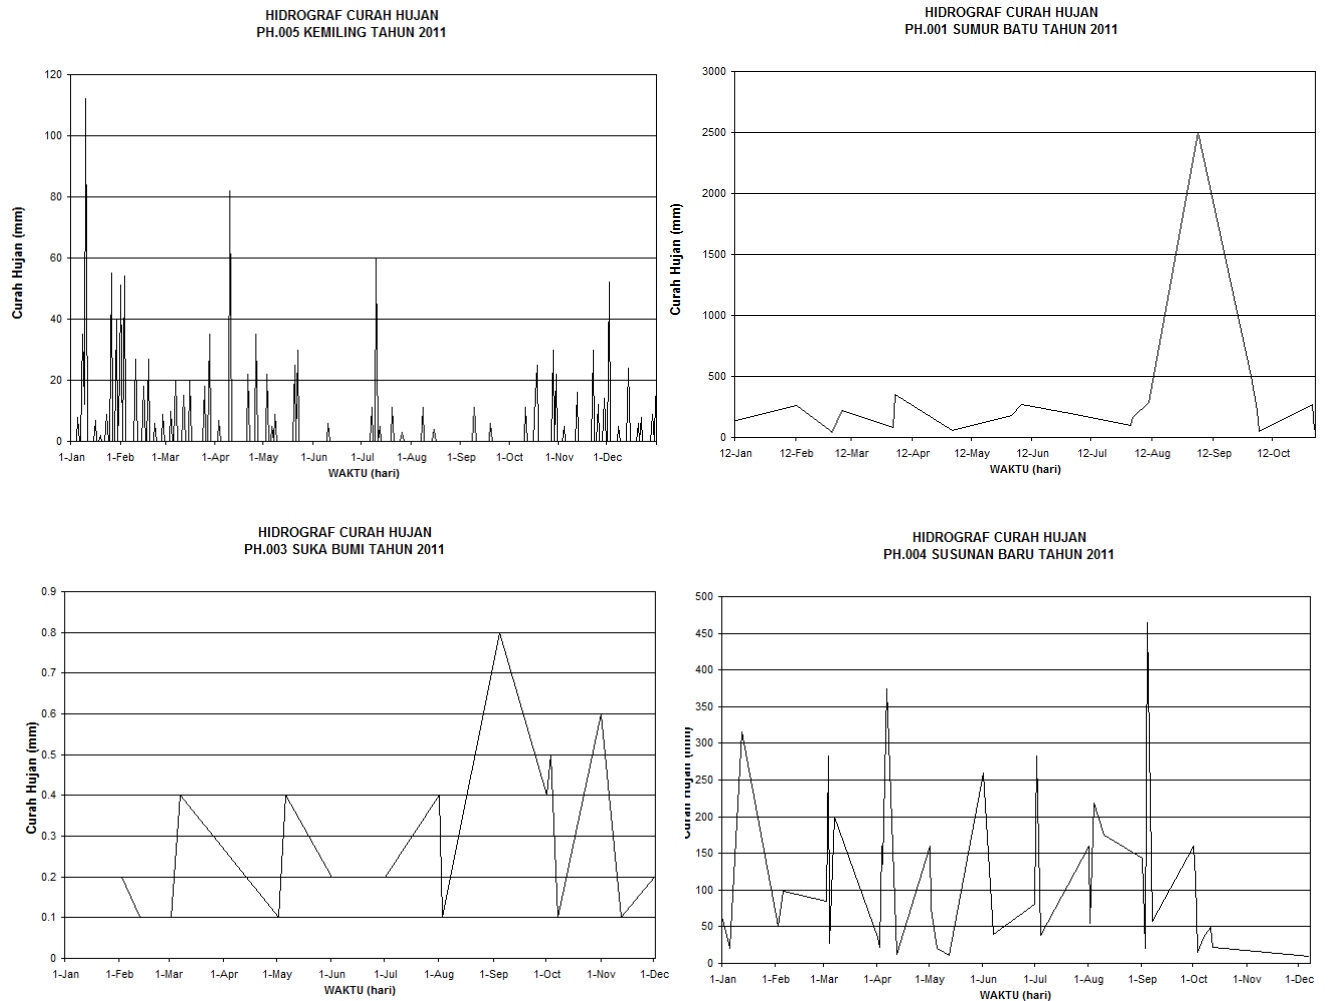 HIDROGRAF CURAH HUJAN
PH.005 KEMILING TAHUN 2011
Curah Hujan (mm)
120
100
80
60
40
20
0
1-Jan 1-Feb 1-Mar 1-Apr 1-May 1-Jun 1-Jul 1-Aug 1-Sep 1-Oct 1-Nov 1-Dec
WAKTU (hari)
HIDROGRAF CURAH HUJAN
PH.001 SUMUR BATU TAHUN 2011
Curah Hujan (mm)
3000
2500
2000
1500
1000
500
0
12-Jan 12-Feb 12-Mar 12-Apr 12-May 12-Jun 12-Jul 12-Aug 12-Sep 12-Oct
WAKTU (hari)
HIDROGRAF CURAH HUJAN
PH.003 SUKA BUMI TAHUN 2011
Curah Hujan (mm)
0.9
0.8
0.7
0.6
0.5
0.4
0.3
0.2
0.1
1-Jan 1-Feb 1-Mar 1-Apr 1-May 1-Jun 1-Jul 1-Aug 1-Sep 1-Oct 1-Nov 1-Dec
WAKTU (hari)
HIDROGRAF CURAH HUJAN
PH.004 SUSUNAN BARU TAHUN 2011
Curah Hujan (mm)
500
450
400
350
300
250
200
150
100
50
0
1-Jan 1-Feb 1-Mar 1-Apr 1-May 1-Jun 1-Jul 1-Aug 1-Sep 1-Oct 1-Nov 1-Dec
WAKTU (hari)